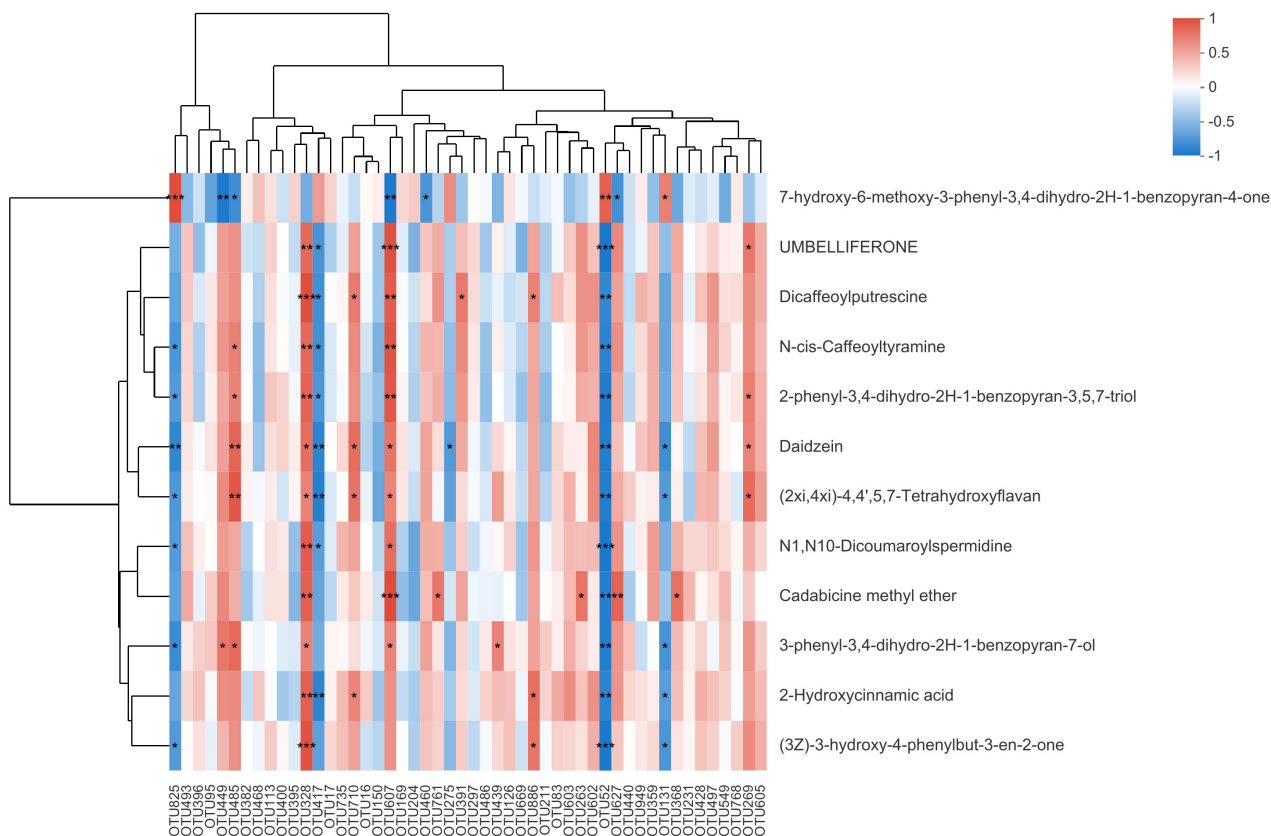 1
0.5
0
-0.5
-1
7-hydroxy-6-methoxy-3-phenyl-3,4-dihydro-2H-1-benzopyran-4-one
UMBELLIFERONE
Dicaffeoylputrescine
N-cis-Caffeoyltyramine
2-phenyl-3,4-dihydro-2H-1-benzopyran-3,5,7-triol
Daidzein
(2xi,4xi)-4,4',5,7-Tetrahydroxyflavan
N1,N10-Dicoumaroylspermidine
Cadabicine methyl ether
3-phenyl-3,4-dihydro-2H-1-benzopyran-7-ol
2-Hydroxycinnamic acid
(3Z)-3-hydroxy-4-phenylbut-3-en-2-one
OTU825
OTU493
OTU396
OTU95
OTU449
OTU485
OTU382
OTU468
OTU113
OTU400
OTU395
OTU328
OTU417
OTU17
OTU735
OTU710
OTU16
OTU150
OTU607
OTU169
OTU204
OTU460
OTU761
OTU275
OTU391
OTU297
OTU486
OTU439
OTU126
OTU669
OTU886
OTU211
OTU83
OTU603
OTU263
OTU602
OTU52
OTU627
OTU440
OTU949
OTU359
OTU131
OTU368
OTU231
OTU428
OTU497
OTU549
OTU768
OTU269
OTU605